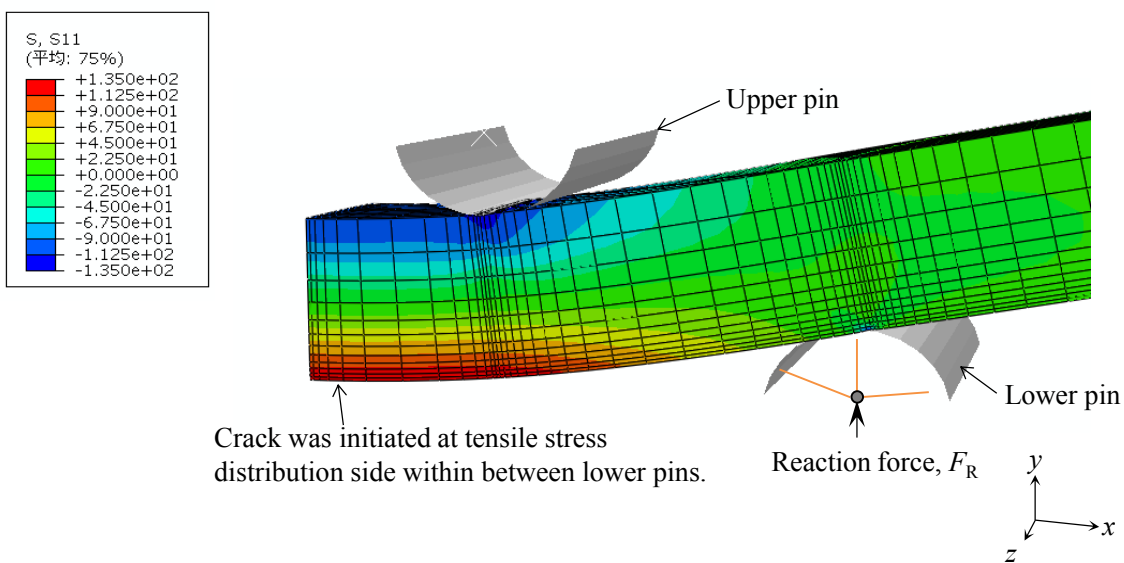 S, S11
(平均: 75%)
+1.350e+02
+1.125e+02
+9.000e+01
+6.750e+01
+4.500e+01
+2.250e+01
+0.000e+00
-2.250e+01
-4.500e+01
-6.750e+01
-9.000e+01
-1.125e+02
-1.350e+02
Upper pin
Lower pin
Crack was initiated at tensile stress
distribution side within between lower pins.
Reaction force, FR
y
x
z